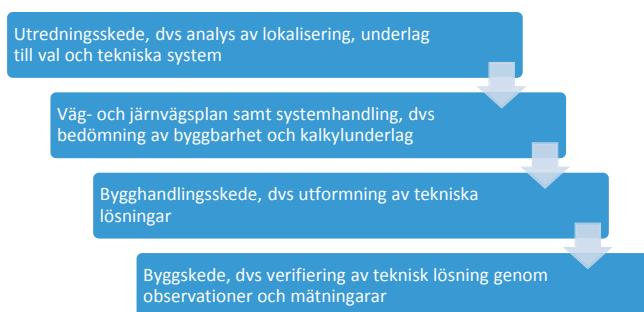 Utredningsskede, dvs analys av lokalisering, underlag
till val och tekniska system
Väg- och järnvägsplan samt systemhandling, dvs
bedömning av byggbarhet och kalkylunderlag
Bygghandlingsskede, dvs utformning av tekniska
lösningar
Byggskede, dvs verifiering av teknisk lösning genom
observationer och mätningarar